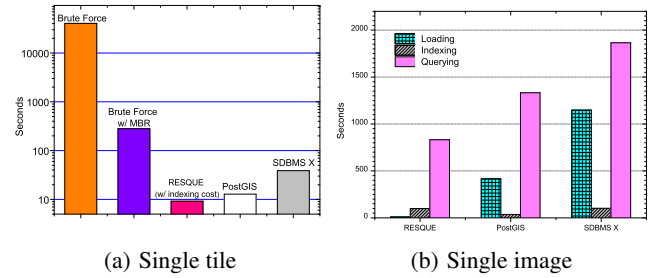 Brute Force
10000
1000
100
10
Seconds
Brute Force
w/ MBR
RESQUE
(w/ indexing cost)
PostGIS
SDBMS X
(a) Single tile
2000
1500
1000
500
0
Seconds
Loading
Indexing
Querying
RESQUE
PostGIS
SDBMS X
(b) Single image